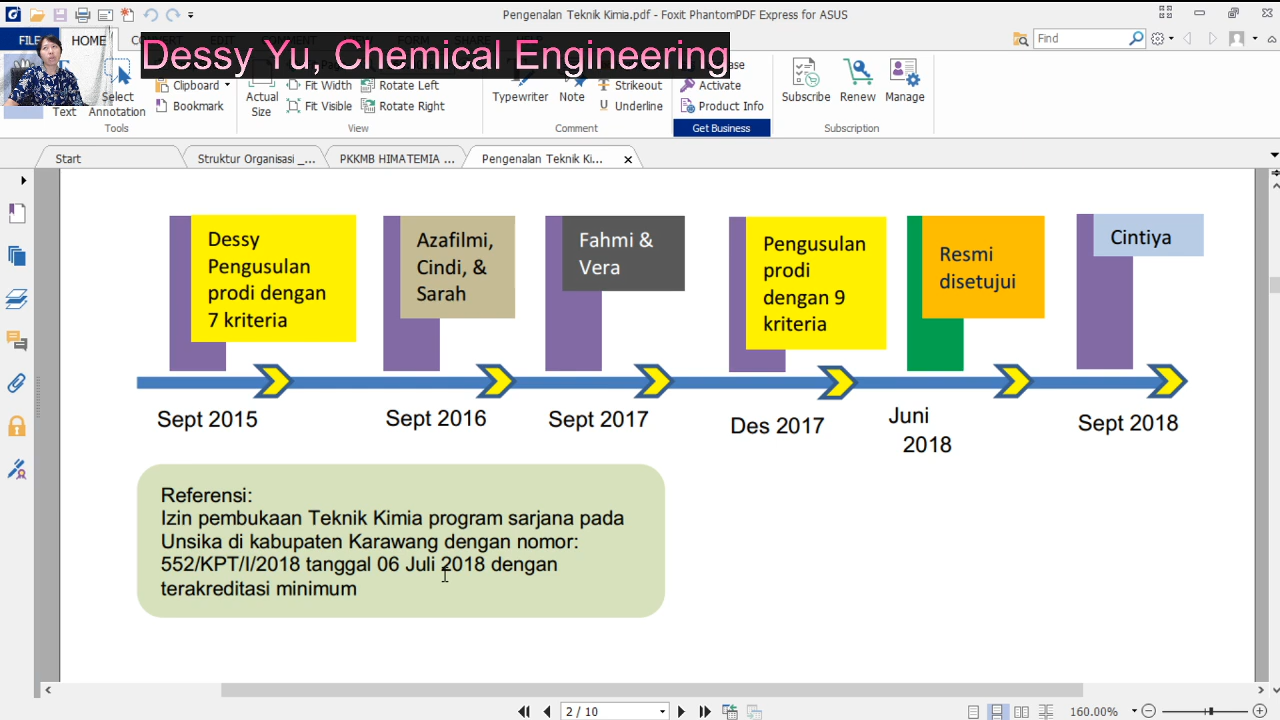 Pengenalan Teknik Kimia.pdf - Foxit PhantomPDF Express for ASUS
FILE
HOME
Find
Dessy Yu, Chemical Engineering
Text
Select
Annotation
Clipboard
Bookmark
Actual
Size
Fit Width
Fit Visible
Rotate Left
Rotate Right
Typewriter
Note
Strikeout
Underline
Activate
Product Info
Subscribe
Renew
Manage
Tools
View
Comment
Get Business
Subscription
Start
Struktur Organisasi _...
PKKMB HIMATEMIA ...
Pengenalan Teknik Ki...
Dessy
Pengusulan
prodi dengan
7 kriteria
Azafilmi,
Cindi, &
Sarah
Fahmi &
Vera
Pengusulan
prodi
dengan 9
kriteria
Resmi
disetujui
Cintiya
Sept 2015
Sept 2016
Sept 2017
Des 2017
Juni
2018
Sept 2018
Referensi:
Izin pembukaan Teknik Kimia program sarjana pada
Unsika di kabupaten Karawang dengan nomor:
552/KPT/I/2018 tanggal 06 Juli 2018 dengan
terakreditasi minimum
2 / 10
160.00%